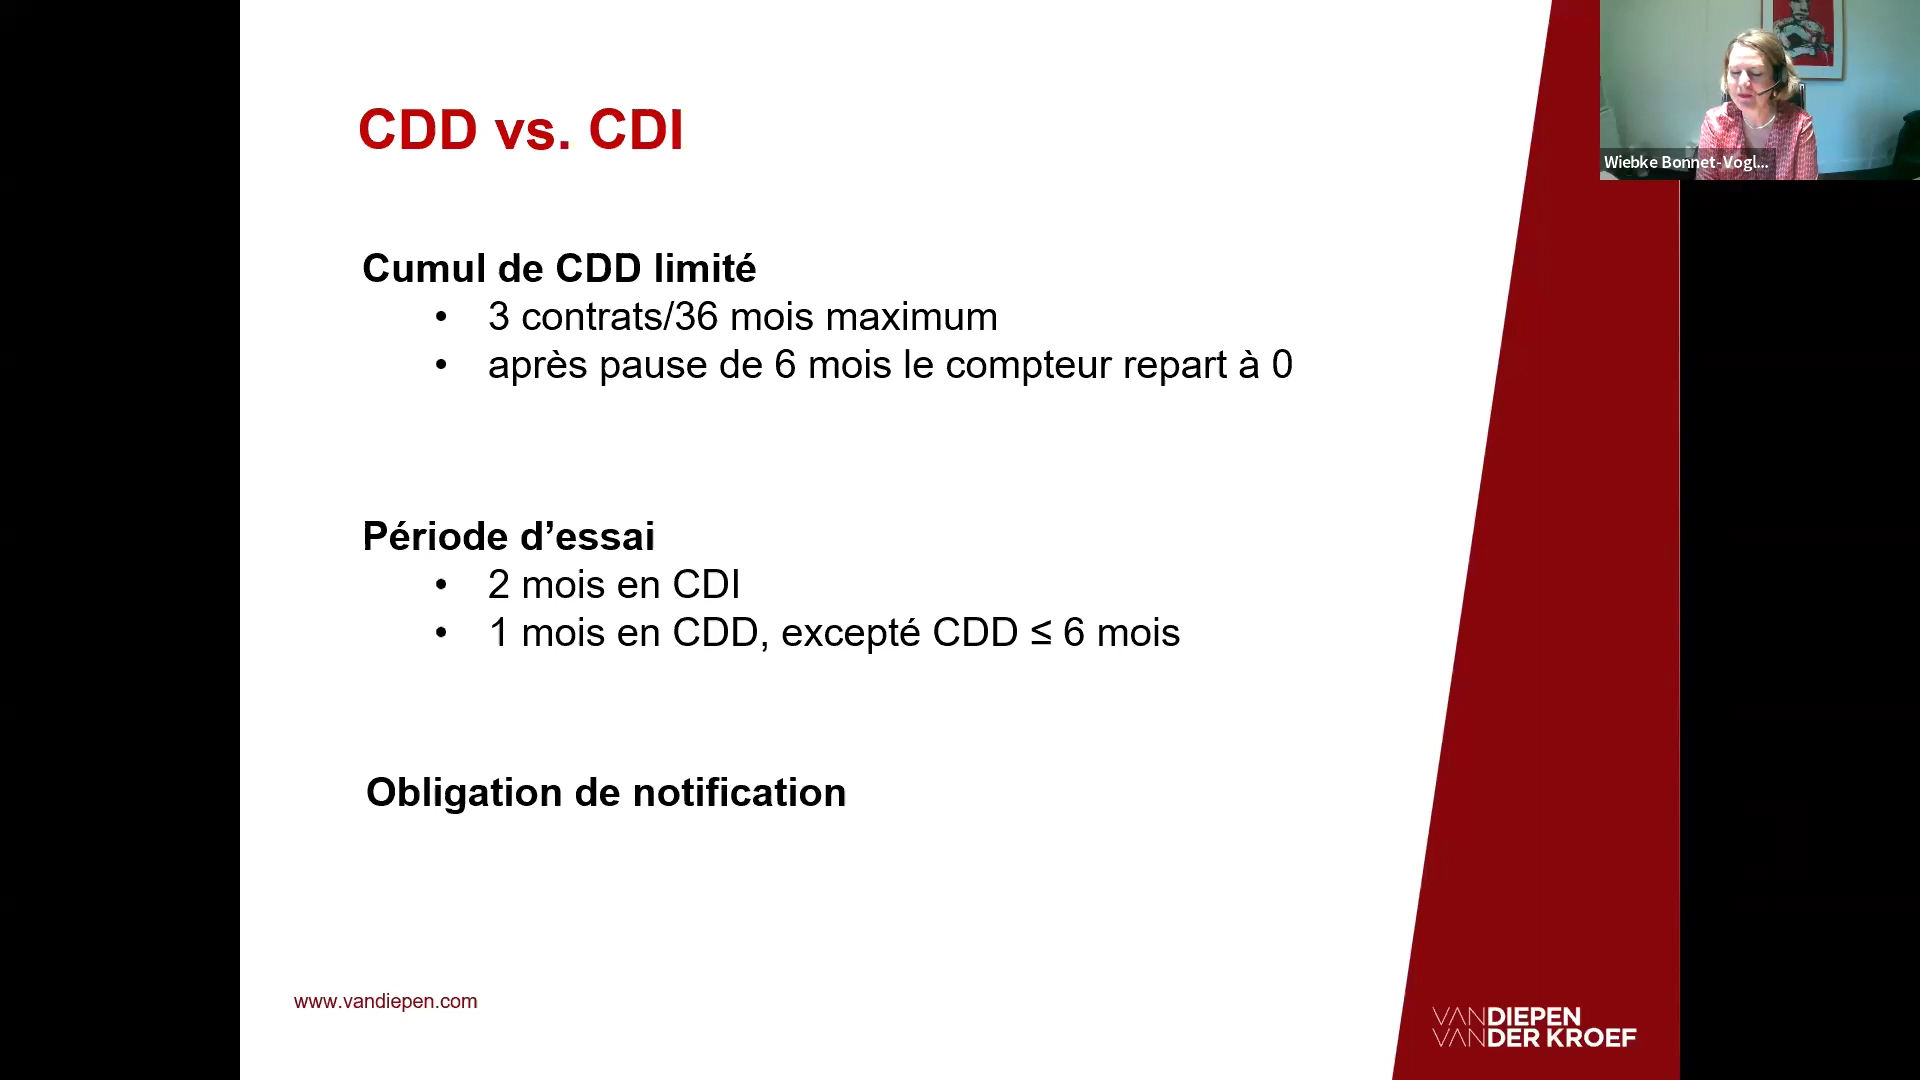 CDD vs. CDI
Wiebke Bonnet-Vogl...
Cumul de CDD limité
• 3 contrats/36 mois maximum
• après pause de 6 mois le compteur repart à 0
Période d’essai
• 2 mois en CDI
• 1 mois en CDD, excepté CDD ≤ 6 mois
Obligation de notification
www.vandiepen.com
VANDIEPEN
VANDER KROEF